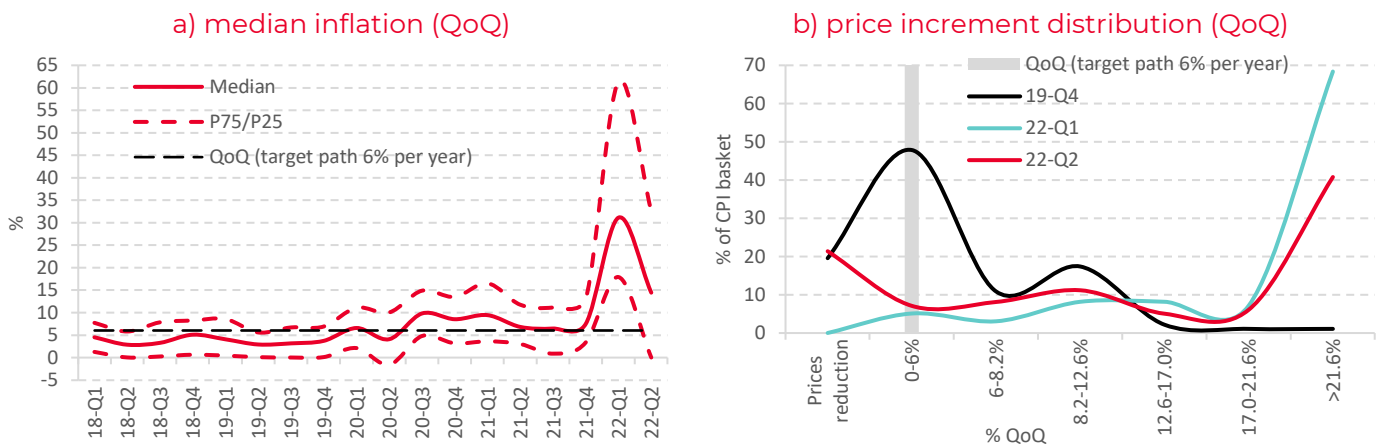 a) median inflation (QoQ)
65
60
55
50
45
40
35
30
25
20
15
10
5
0
-5
%
Median
P75/P25
QoQ (target path 6% per year)
18-Q1
18-Q2
18-Q3
18-Q4
19-Q1
19-Q2
19-Q3
19-Q4
20-Q1
20-Q2
20-Q3
20-Q4
21-Q1
21-Q2
21-Q3
21-Q4
22-Q1
22-Q2
b) price increment distribution (QoQ)
70
60
50
40
30
20
10
0
% of CPI basket
QoQ (target path 6% per year)
19-Q4
22-Q1
22-Q2
Prices
reduction
0-6%
6-8.2%
8.2-12.6%
12.6-17.0%
17.0-21.6%
>21.6%
% QoQ